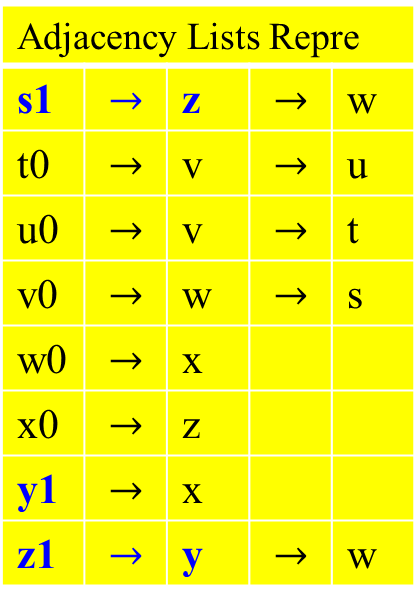 Adjacency Lists Repre
s1 → z → w
t0 → v → u
u0 → v → t
v0 → w → s
w0 → x
x0 → z
y1 → x
z1 → y → w